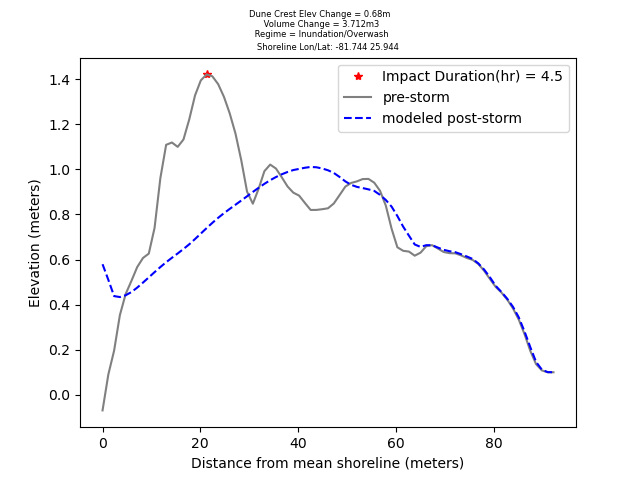 Dune Crest Elev Change = 0.68m
Volume Change = 3.712m3
Regime = Inundation/Overwash
Shoreline Lon/Lat: -81.744 25.944
Impact Duration(hr) = 4.5
pre-storm
modeled post-storm
1.4
1.2
1.0
0.8
0.6
0.4
0.2
0.0
Elevation (meters)
0 20 40 60 80
Distance from mean shoreline (meters)